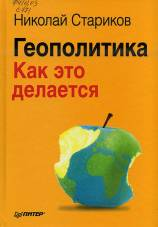 Николай Стариков
Геополитика
Как это
делается
ПИТЕР